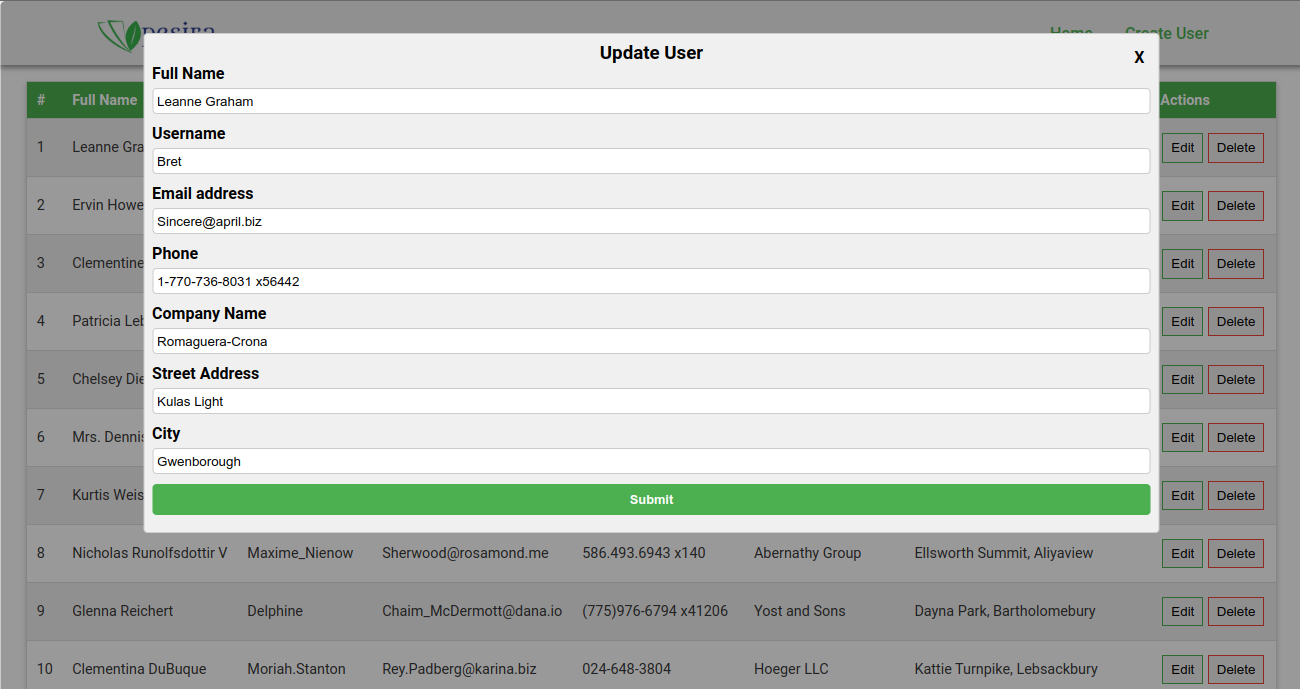 Home Create User
Update User
X
Full Name
Leanne Graham
Username
Bret
Email address
Sincere@april.biz
Phone
1-770-736-8031 x56442
Company Name
Romaguera-Crona
Street Address
Kulas Light
City
Gwenborough
Submit
# Full Name Actions
1 Leanne Gra Edit Delete
2 Ervin Howe Edit Delete
3 Clementine Edit Delete
4 Patricia Leb Edit Delete
5 Chelsey Die Edit Delete
6 Mrs. Dennis Edit Delete
7 Kurtis Weis Edit Delete
8 Nicholas Runolfsdottir V Maxime_Nienow Sherwood@rosamond.me 586.493.6943 x140 Abernathy Group Ellsworth Summit, Aliyaview Edit Delete
9 Glenna Reichert Delphine Chaim_McDermott@dana.io (775)976-6794 x41206 Yost and Sons Dayna Park, Bartholomebury Edit Delete
10 Clementina DuBuque Moriah.Stanton Rey.Padberg@karina.biz 024-648-3804 Hoeger LLC Kattie Turnpike, Lebsackbury Edit Delete